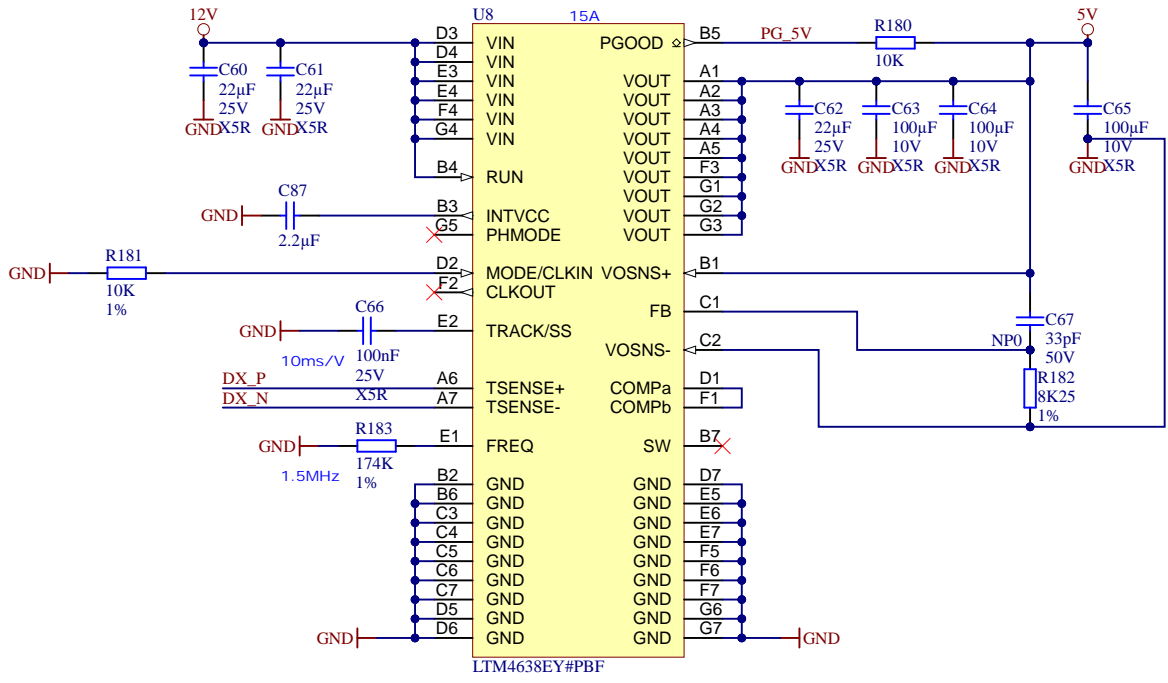 12V
C60
22µF
25V
X5R
GND
C61
22µF
25V
X5R
GND
U8
15A
D3 VIN
D4 VIN
E3 VIN
E4 VIN
F4 VIN
G4 VIN
B4 RUN
GND
C87
2.2µF
B3 INTVCC
G5 PHMODE
GND
R181
10K
1%
D2 MODE/CLKIN
F2 CLKOUT
GND
C66
100nF
25V
X5R
10ms/V
E2 TRACK/SS
DX_P
A6 TSENSE+
DX_N
A7 TSENSE-
GND
R183
174K
1%
1.5MHz
E1 FREQ
B2 GND
B6 GND
C3 GND
C4 GND
C5 GND
C6 GND
C7 GND
D5 GND
D6 GND
GND
PGOOD B5
PG_5V
R180
10K
5V
VOUT A1
VOUT A2
VOUT A3
VOUT A4
VOUT A5
VOUT F3
VOUT G1
VOUT G2
VOUT G3
C62
22µF
25V
X5R
GND
C63
100µF
10V
X5R
GND
C64
100µF
10V
X5R
GND
C65
100µF
10V
X5R
GND
VOSNS+ B1
FB C1
VOSNS- C2
C67
33pF
50V
NP0
R182
8K25
1%
COMPa D1
COMPb F1
SW B7
GND D7
GND E5
GND E6
GND E7
GND F5
GND F6
GND F7
GND G6
GND G7
GND
LTM4638EY#PBF